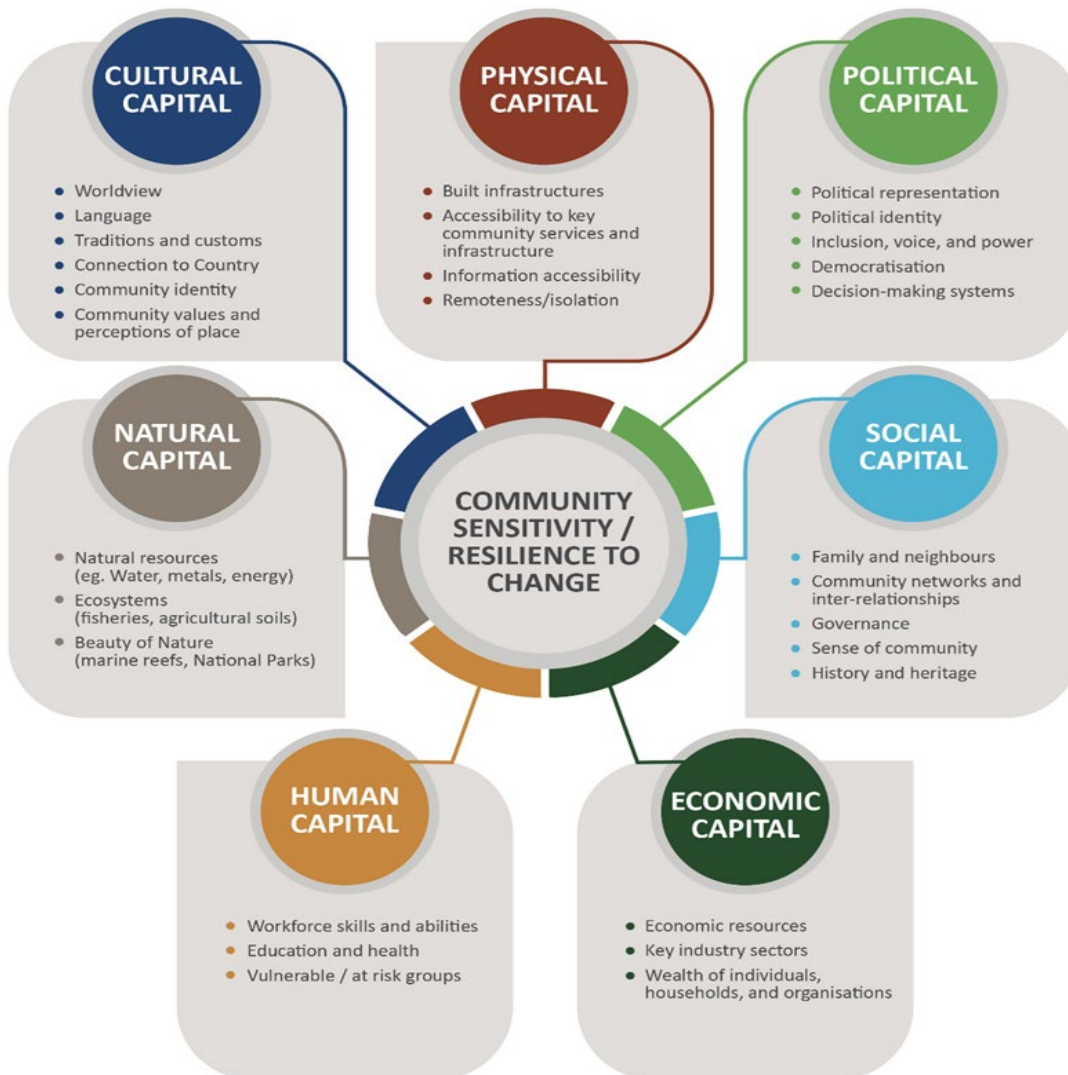 CULTURAL
CAPITAL
Worldview
Language
Traditions and customs
Connection to Country
Community identity
Community values and
perceptions of place
PHYSICAL
CAPITAL
Built infrastructures
Accessibility to key
community services and
infrastructure
Information accessibility
Remoteness/isolation
POLITICAL
CAPITAL
Political representation
Political identity
Inclusion, voice, and power
Democratisation
Decision-making systems
NATURAL
CAPITAL
Natural resources
(eg. Water, metals, energy)
Ecosystems
(fisheries, agricultural soils)
Beauty of Nature
(marine reefs, National Parks)
COMMUNITY
SENSITIVITY /
RESILIENCE TO
CHANGE
SOCIAL
CAPITAL
Family and neighbours
Community networks and
inter-relationships
Governance
Sense of community
History and heritage
HUMAN
CAPITAL
Workforce skills and abilities
Education and health
Vulnerable / at risk groups
ECONOMIC
CAPITAL
Economic resources
Key industry sectors
Wealth of individuals,
households, and organisations